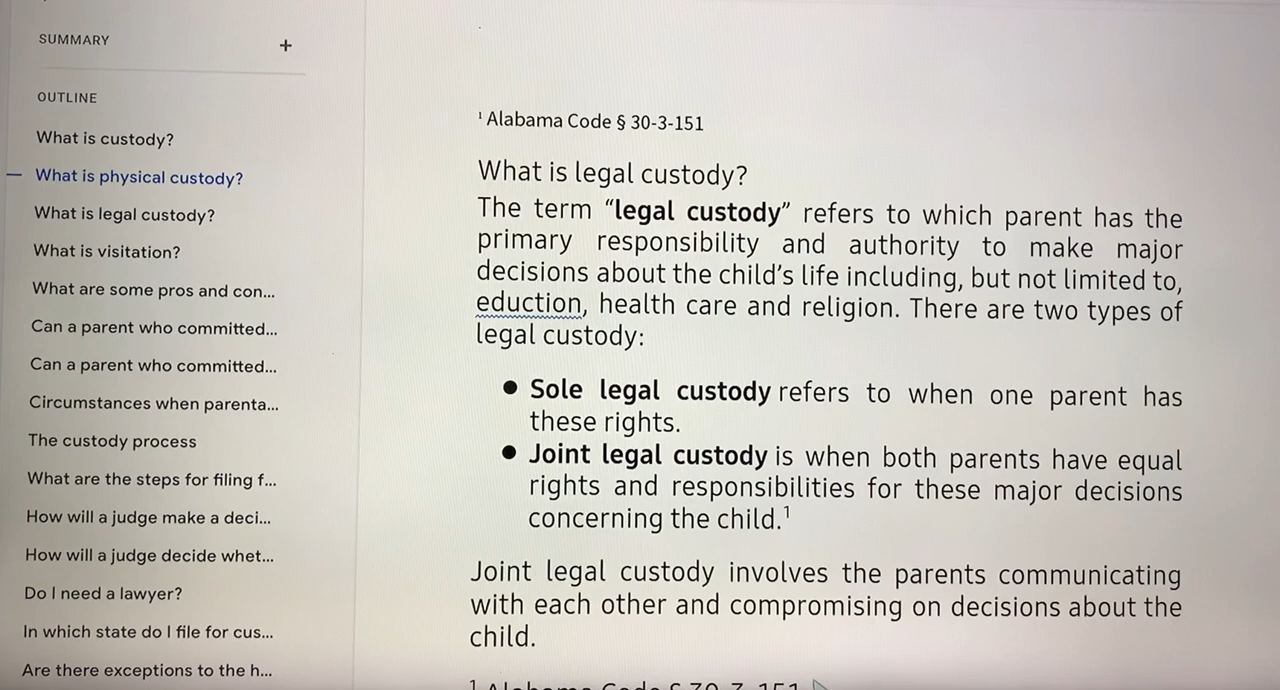 SUMMARY
+
OUTLINE
What is custody?
What is physical custody?
What is legal custody?
What is visitation?
What are some pros and con...
Can a parent who committed...
Can a parent who committed...
Circumstances when parenta...
The custody process
What are the steps for filing f...
How will a judge make a deci...
How will a judge decide whet...
Do I need a lawyer?
In which state do I file for cus...
Are there exceptions to the h...
¹ Alabama Code § 30-3-151
What is legal custody?
The term “legal custody” refers to which parent has the
primary responsibility and authority to make major
decisions about the child’s life including, but not limited to,
eduction, health care and religion. There are two types of
legal custody:
● Sole legal custody refers to when one parent has
these rights.
● Joint legal custody is when both parents have equal
rights and responsibilities for these major decisions
concerning the child.¹
Joint legal custody involves the parents communicating
with each other and compromising on decisions about the
child.
¹ Alabama Code § 30-3-151